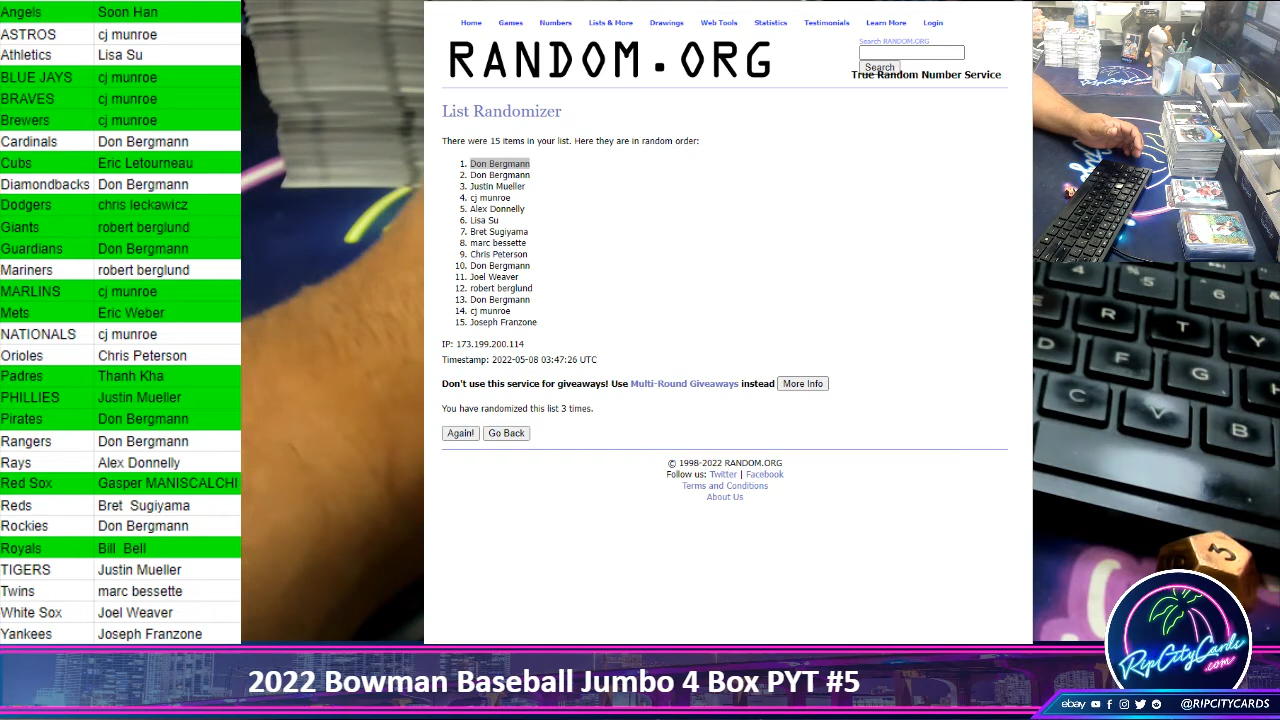 Angels Soon Han
ASTROS cj munroe
Athletics Lisa Su
BLUE JAYS cj munroe
BRAVES cj munroe
Brewers cj munroe
Cardinals Don Bergmann
Cubs Eric Letourneau
Diamondbacks Don Bergmann
Dodgers chris leckawicz
Giants robert berglund
Guardians Don Bergmann
Mariners robert berglund
MARLINS cj munroe
Mets Eric Weber
NATIONALS cj munroe
Orioles Chris Peterson
Padres Thanh Kha
PHILLIES Justin Mueller
Pirates Don Bergmann
Rangers Don Bergmann
Rays Alex Donnelly
Red Sox Gasper MANISCALCHI
Reds Bret Sugiyama
Rockies Don Bergmann
Royals Bill Bell
TIGERS Justin Mueller
Twins marc bessette
White Sox Joel Weaver
Yankees Joseph Franzone
Home Games Numbers Lists & More Drawings Web Tools Statistics Testimonials Learn More Login
RANDOM.ORG
Search RANDOM.ORG
Search
True Random Number Service
List Randomizer
There were 15 items in your list. Here they are in random order:
1. Don Bergmann
2. Don Bergmann
3. Justin Mueller
4. cj munroe
5. Alex Donnelly
6. Lisa Su
7. Bret Sugiyama
8. marc bessette
9. Chris Peterson
10. Don Bergmann
11. Joel Weaver
12. robert berglund
13. Don Bergmann
14. cj munroe
15. Joseph Franzone
IP: 173.199.200.114
Timestamp: 2022-05-08 03:47:26 UTC
Don't use this service for giveaways! Use Multi-Round Giveaways instead More Info
You have randomized this list 3 times.
Again! Go Back
© 1998-2022 RANDOM.ORG
Follow us: Twitter | Facebook
Terms and Conditions
About Us
4 5 6
R T Y
D F G
C V B
3
RipCityCards
.com
2022 Bowman Baseball Jumbo 4 Box PYT #5
ebay @RIPCITYCARDS